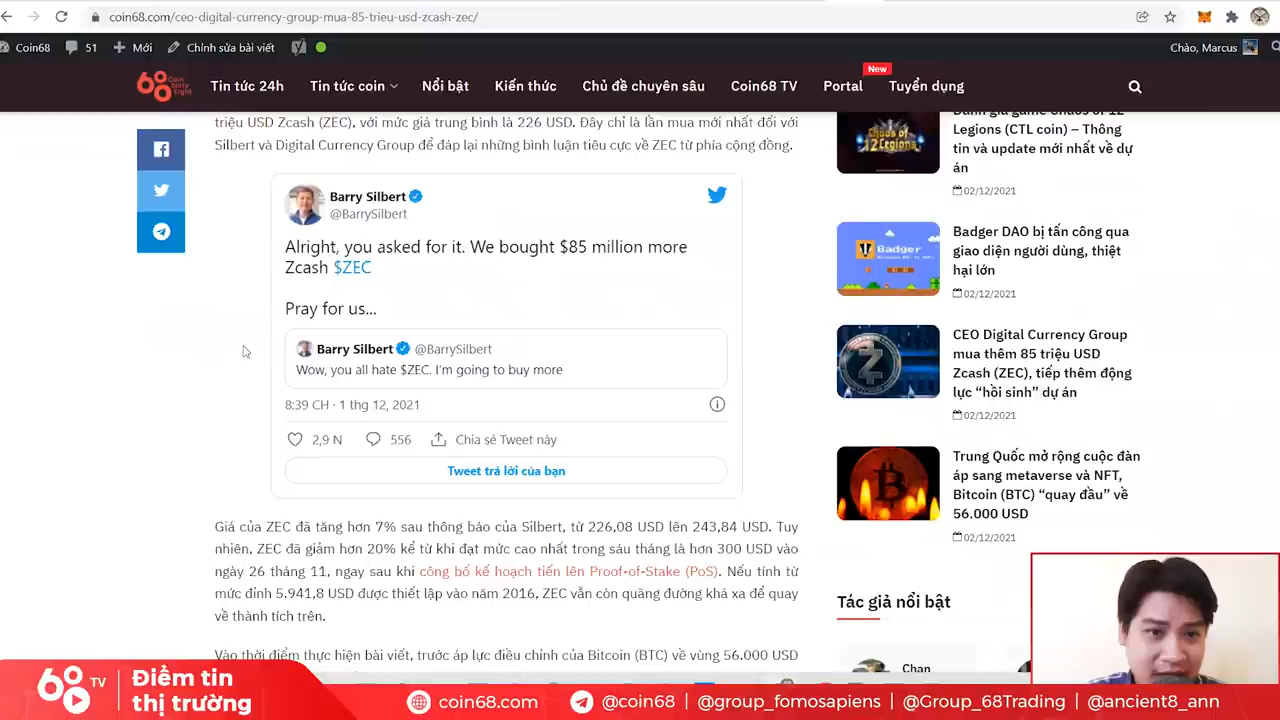 coin68.com/ceo-digital-currency-group-mua-85-trieu-usd-zcash-zec/
Coin68 51 Mới Chỉnh sửa bài viết Chào, Marcus
68 Coin Sixty Eight Tin tức 24h Tin tức coin Nổi bật Kiến thức Chủ đề chuyên sâu Coin68 TV Portal New Tuyển dụng
triệu USD Zcash (ZEC), với mức giá trung bình là 226 USD. Đây chỉ là lần mua mới nhất đối với
Silbert và Digital Currency Group để đáp lại những bình luận tiêu cực về ZEC từ phía cộng đồng.
Barry Silbert
@BarrySilbert
Alright, you asked for it. We bought $85 million more
Zcash $ZEC
Pray for us...
Barry Silbert @BarrySilbert
Wow, you all hate $ZEC. I'm going to buy more
8:39 CH · 1 thg 12, 2021
2,9 N 556 Chia sẻ Tweet này
Tweet trả lời của bạn
Giá của ZEC đã tăng hơn 7% sau thông báo của Silbert, từ 226,08 USD lên 243,84 USD. Tuy
nhiên, ZEC đã giảm hơn 20% kể từ khi đạt mức cao nhất trong sáu tháng là hơn 300 USD vào
ngày 26 tháng 11, ngay sau khi công bố kế hoạch tiến lên Proof-of-Stake (PoS). Nếu tính từ
mức đỉnh 5.941,8 USD được thiết lập vào năm 2016, ZEC vẫn còn quãng đường khá xa để quay
về thành tích trên.
Vào thời điểm thực hiện bài viết, trước áp lực điều chỉnh của Bitcoin (BTC) về vùng 56.000 USD
Đánh giá game Chaos of 12
Legions (CTL coin) – Thông
tin và update mới nhất về dự
án
02/12/2021
Chaos of
12 Legions
Badger DAO bị tấn công qua
giao diện người dùng, thiệt
hại lớn
02/12/2021
Badger
CEO Digital Currency Group
mua thêm 85 triệu USD
Zcash (ZEC), tiếp thêm động
lực “hồi sinh” dự án
02/12/2021
Trung Quốc mở rộng cuộc đàn
áp sang metaverse và NFT,
Bitcoin (BTC) “quay đầu” về
56.000 USD
02/12/2021
Tác giả nổi bật
Chan
68 TV Điểm tin
thị trường
coin68.com | @coin68 | @group_fomosapiens | @Group_68Trading | @ancient8_ann